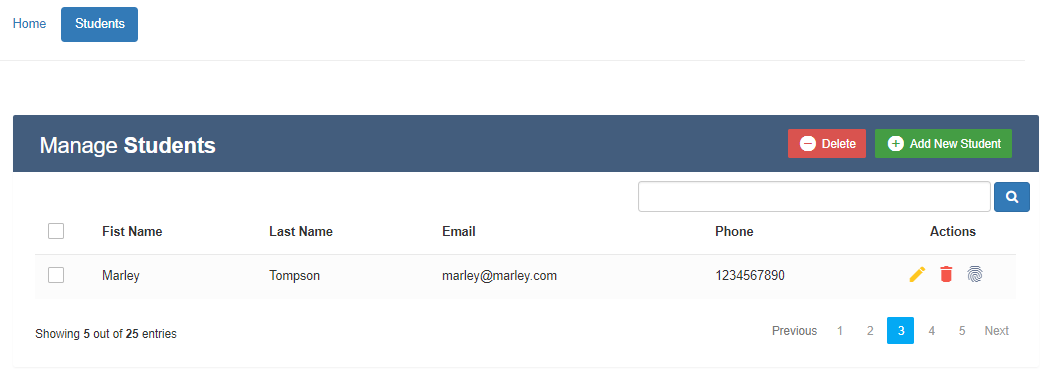 Home Students
Manage Students Delete Add New Student
Fist Name Last Name Email Phone Actions
Marley Tompson marley@marley.com 1234567890
Showing 5 out of 25 entries Previous 1 2 3 4 5 Next